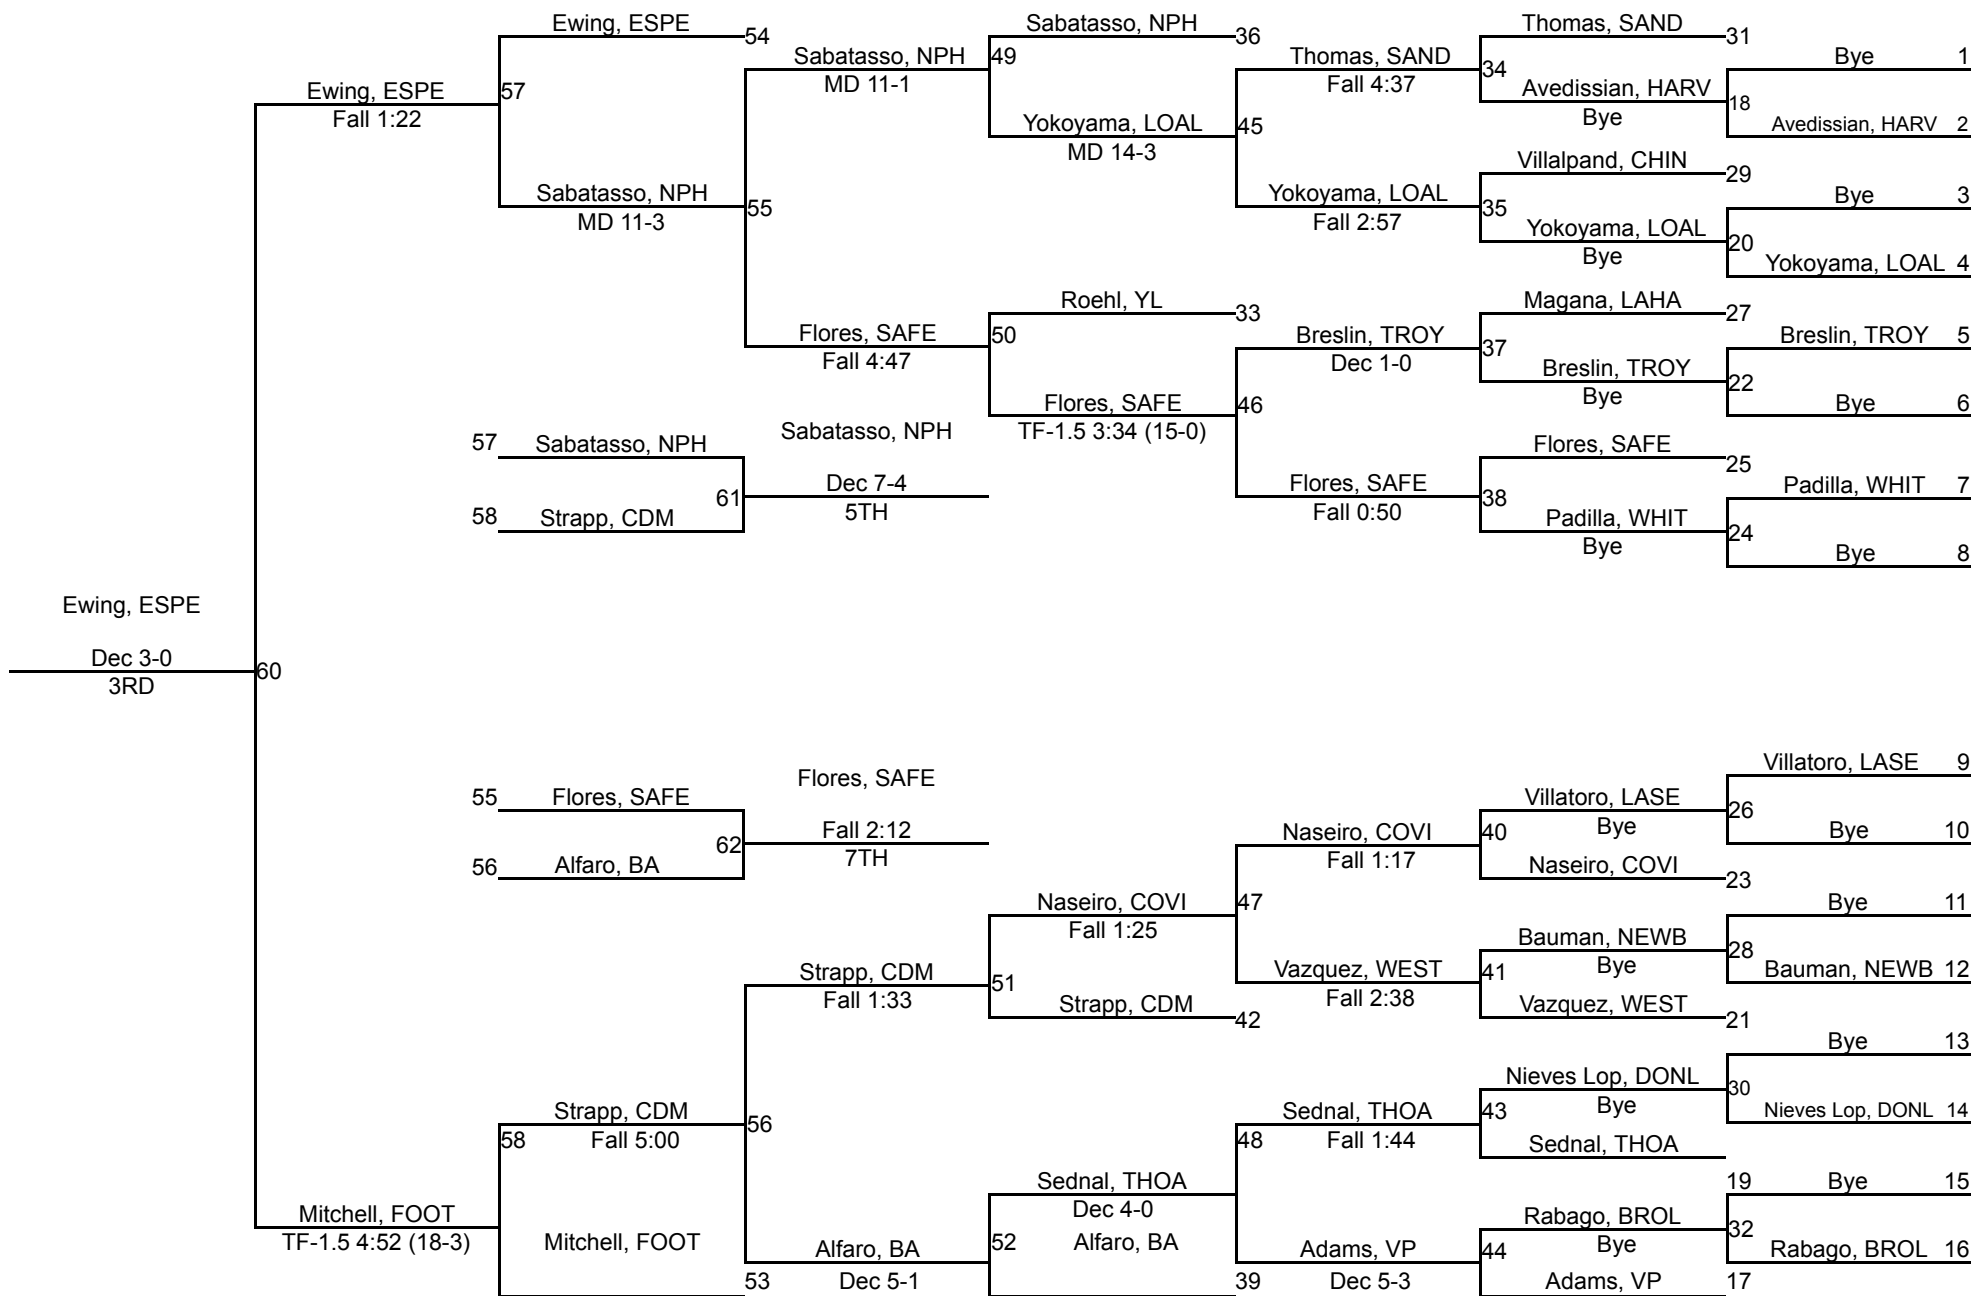 Ewing, ESPE
54
Sabatasso, NPH
36
Thomas, SAND
31
Bye 1
Sabatasso, NPH
MD 11-1
49
Thomas, SAND
Fall 4:37
34
Avedissian, HARV
Bye
18
Avedissian, HARV 2
Ewing, ESPE
Fall 1:22
57
Yokoyama, LOAL
MD 14-3
45
Villalpand, CHIN
29
Bye 3
Sabatasso, NPH
MD 11-3
55
Yokoyama, LOAL
Fall 2:57
35
Yokoyama, LOAL
Bye
20
Yokoyama, LOAL 4
Roehl, YL
33
Magana, LAHA
27
Breslin, TROY 5
Flores, SAFE
Fall 4:47
50
Breslin, TROY
Dec 1-0
37
Breslin, TROY
Bye
22
Bye 6
Flores, SAFE
TF-1.5 3:34 (15-0)
46
57 Sabatasso, NPH
Sabatasso, NPH
Flores, SAFE
25
Padilla, WHIT 7
61
Dec 7-4
5TH
Flores, SAFE
Fall 0:50
38
58 Strapp, CDM
Padilla, WHIT
Bye
24
Bye 8
Ewing, ESPE
Dec 3-0
3RD
60
Villatoro, LASE 9
55 Flores, SAFE
Flores, SAFE
Villatoro, LASE
Bye
26
Bye 10
62
Fall 2:12
7TH
Naseiro, COVI
Fall 1:17
40
56 Alfaro, BA
Naseiro, COVI
23
Naseiro, COVI
Fall 1:25
47
Bye 11
Bauman, NEWB
Bye
28
Bauman, NEWB 12
Strapp, CDM
Fall 1:33
51
Vazquez, WEST
Fall 2:38
41
Strapp, CDM
42
Vazquez, WEST
21
Bye 13
Nieves Lop, DONL
Bye
30
Nieves Lop, DONL 14
Strapp, CDM
Fall 5:00
58
56
Sednal, THOA
Fall 1:44
43
48
Sednal, THOA
19
Bye 15
Sednal, THOA
Dec 4-0
Mitchell, FOOT
TF-1.5 4:52 (18-3)
Mitchell, FOOT
53
Alfaro, BA
Dec 5-1
52
Alfaro, BA
39
Adams, VP
Dec 5-3
44
Rabago, BROL
Bye
32
Rabago, BROL 16
Adams, VP
17